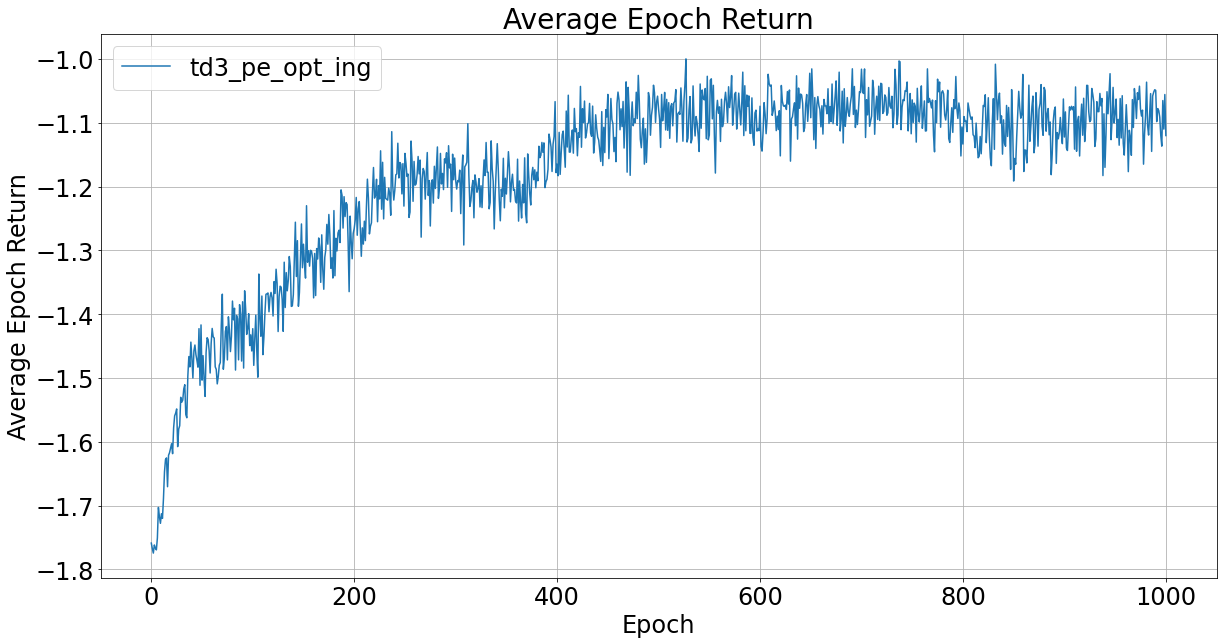 Average Epoch Return
td3_pe_opt_ing
Average Epoch Return
−1.0
−1.1
−1.2
−1.3
−1.4
−1.5
−1.6
−1.7
−1.8
0 200 400 600 800 1000
Epoch